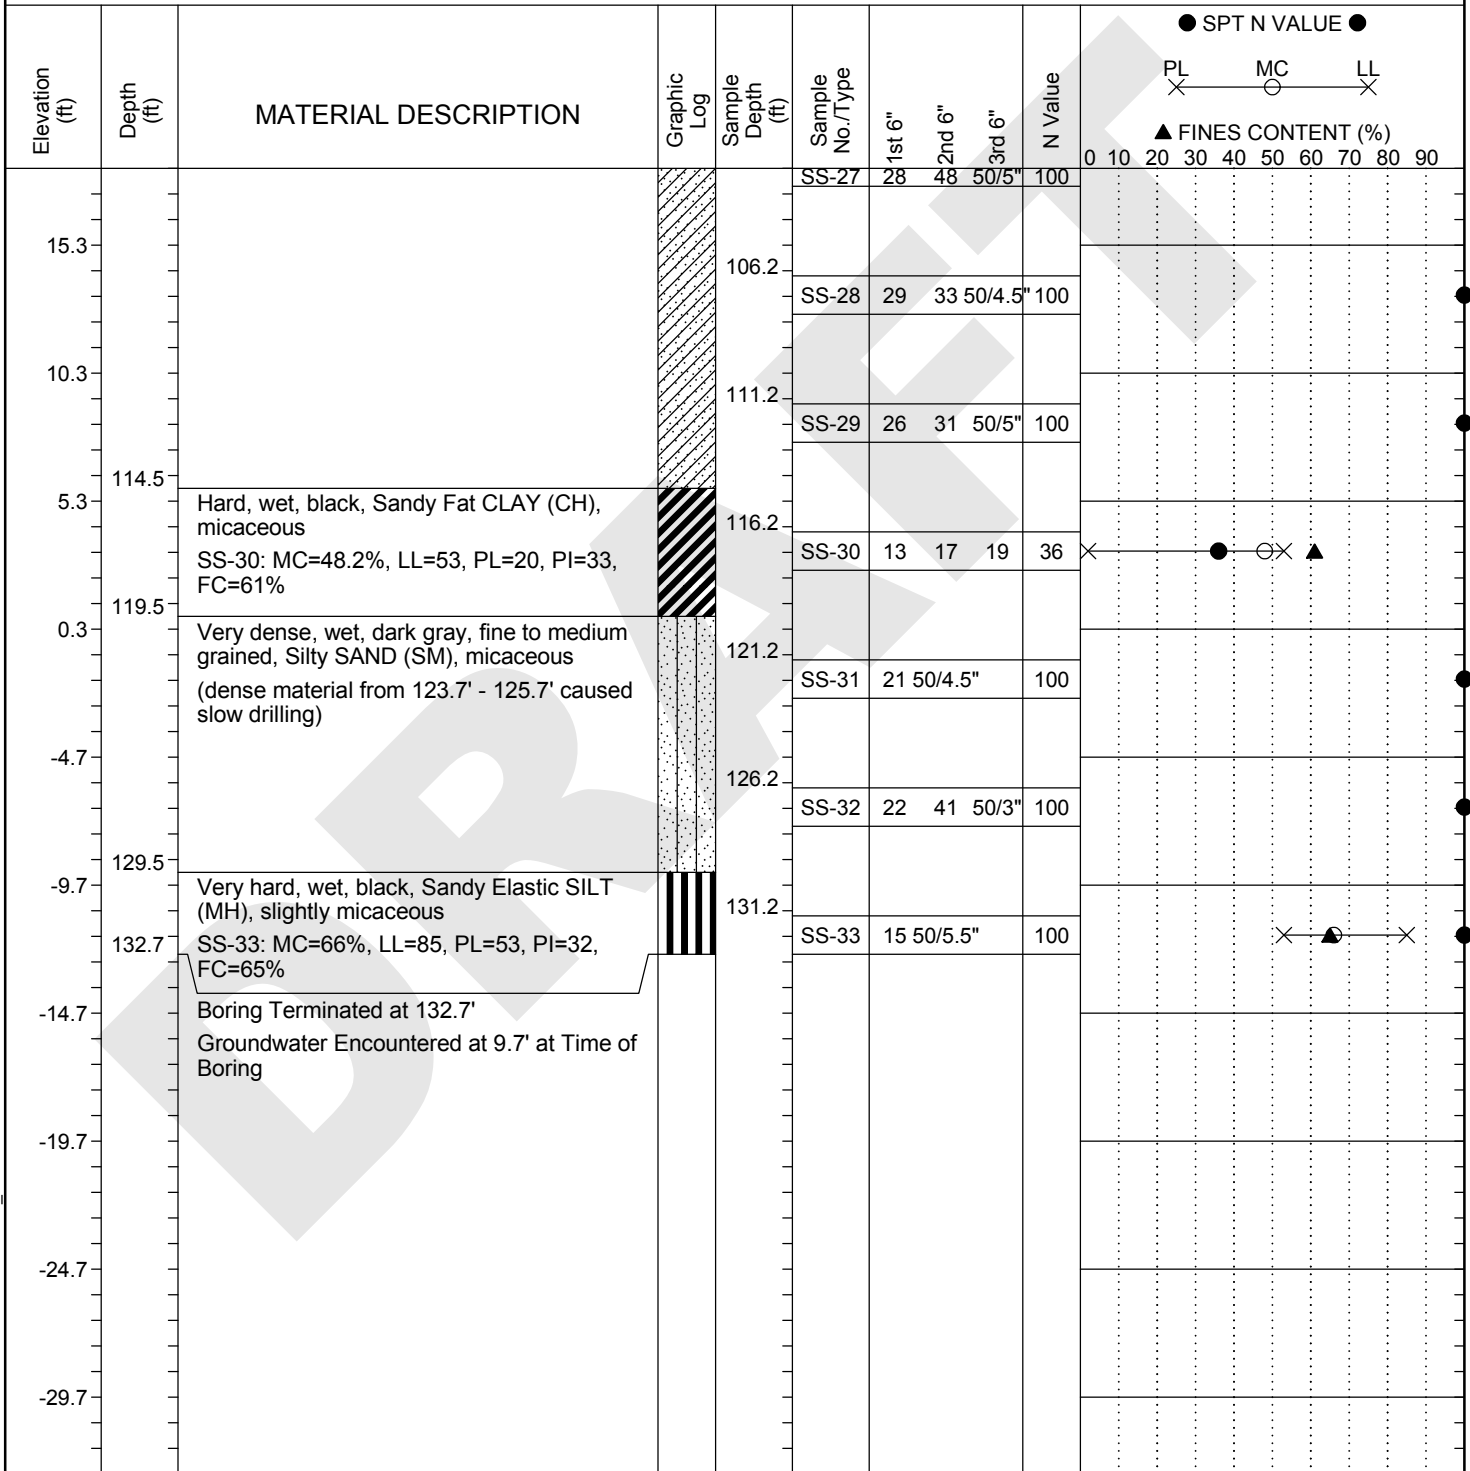 ● SPT N VALUE ●
PL MC LL
▲ FINES CONTENT (%)
0 10 20 30 40 50 60 70 80 90
Elevation
(ft)
Depth
(ft)
MATERIAL DESCRIPTION
Graphic
Log
Sample
Depth
(ft)
Sample
No./Type
1st 6"
2nd 6"
3rd 6"
N Value
SS-27 28 48 50/5" 100
15.3
106.2
SS-28 29 33 50/4.5" 100
10.3
111.2
SS-29 26 31 50/5" 100
114.5
5.3
Hard, wet, black, Sandy Fat CLAY (CH),
micaceous
116.2
SS-30: MC=48.2%, LL=53, PL=20, PI=33,
FC=61%
SS-30 13 17 19 36
119.5
0.3
Very dense, wet, dark gray, fine to medium
grained, Silty SAND (SM), micaceous
121.2
(dense material from 123.7' - 125.7' caused
slow drilling)
SS-31 21 50/4.5" 100
-4.7
126.2
SS-32 22 41 50/3" 100
129.5
-9.7
Very hard, wet, black, Sandy Elastic SILT
(MH), slightly micaceous
131.2
132.7
SS-33: MC=66%, LL=85, PL=53, PI=32,
FC=65%
SS-33 15 50/5.5" 100
-14.7
Boring Terminated at 132.7'
Groundwater Encountered at 9.7' at Time of
Boring
-19.7
-24.7
-29.7
DRAFT